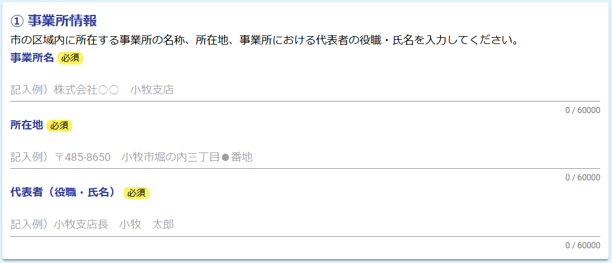 ① 事業所情報
市の区域内に所在する事業所の名称、所在地、事業所における代表者の役職・氏名を入力してください。
事業所名 必須
記入例）株式会社○○　小牧支店
0 / 60000
所在地 必須
記入例）〒485-8650　小牧市堀の内三丁目●番地
0 / 60000
代表者（役職・氏名） 必須
記入例）小牧支店長　小牧　太郎
0 / 60000